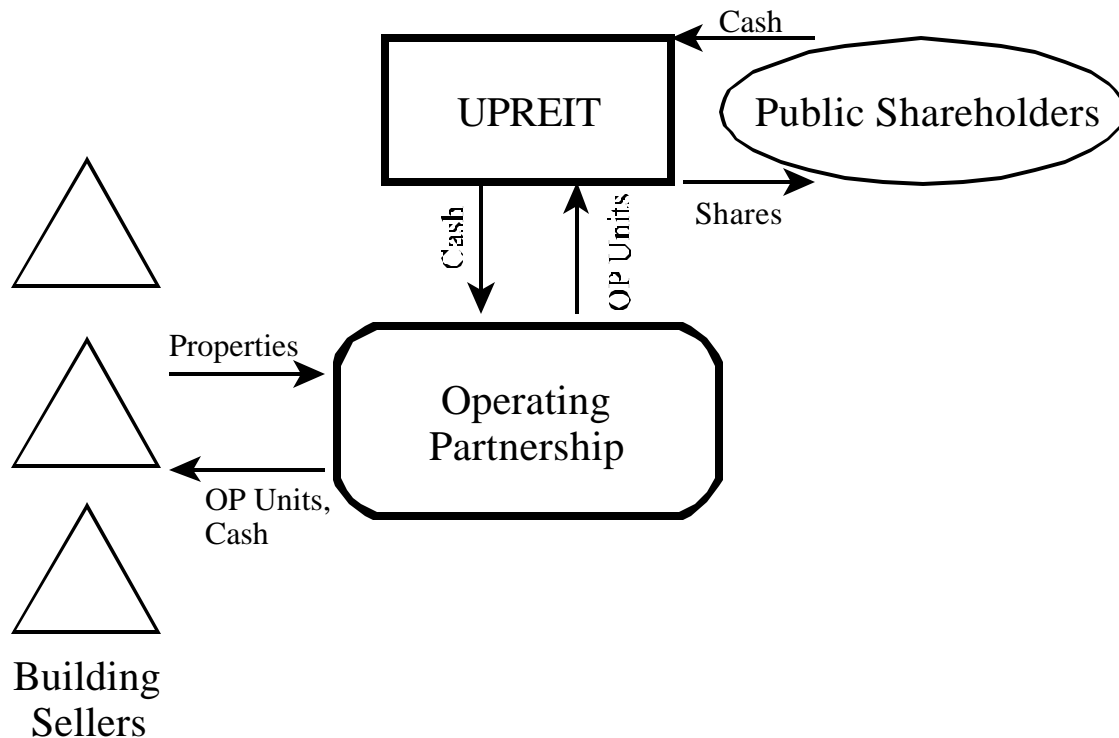 Cash
UPREIT
Public Shareholders
Shares
Cash
OP Units
Properties
Operating
Partnership
OP Units,
Cash
Building
Sellers